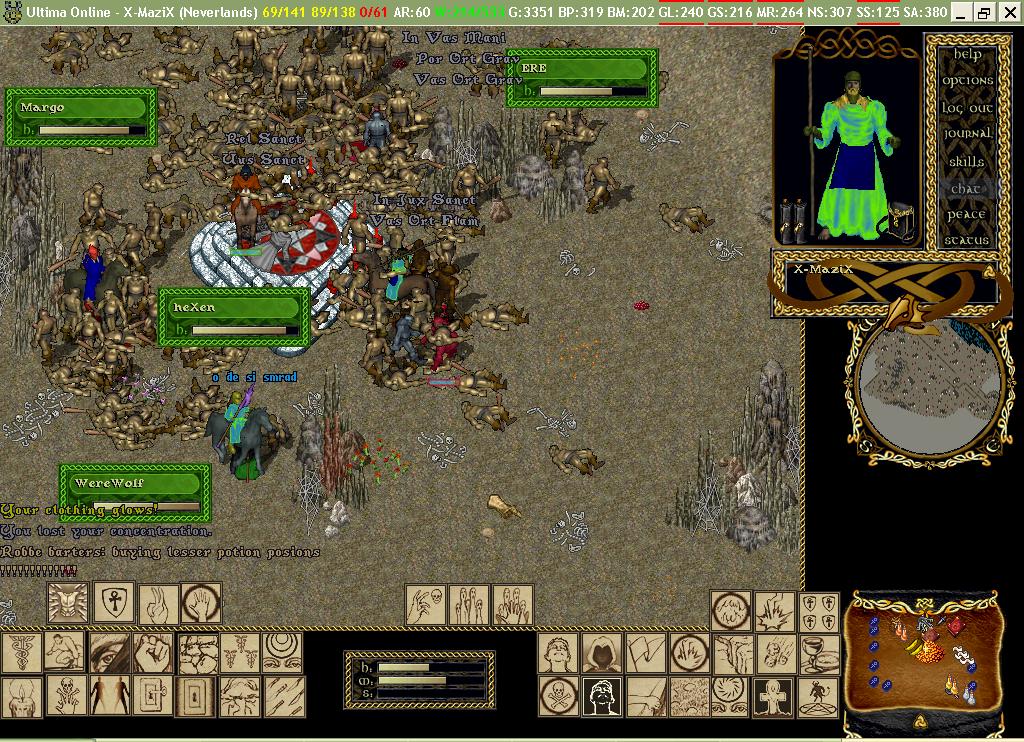 Ultima Online - X-MaziX (Neverlands) 69/141 89/138 0/61 AR:60 G:3351 BP:319 BM:202 GL:240 GS:216 MR:264 NS:307 SS:125 SA:380
In Vas Mani
Por Ort Grav
Vas Ort Grav
ERE
b:
Margo
b:
Rel Sanct
Uus Sanct
In Jux Sanct
Vas Ort Flam
heXen
b:
o de si smrad
WereWolf
Your clothing glows!
You lost your concentration.
Robbe barters: buying lesser potion posions
help
options
log out
journal
skills
chat
peace
status
X-MaziX
h:
m:
s: